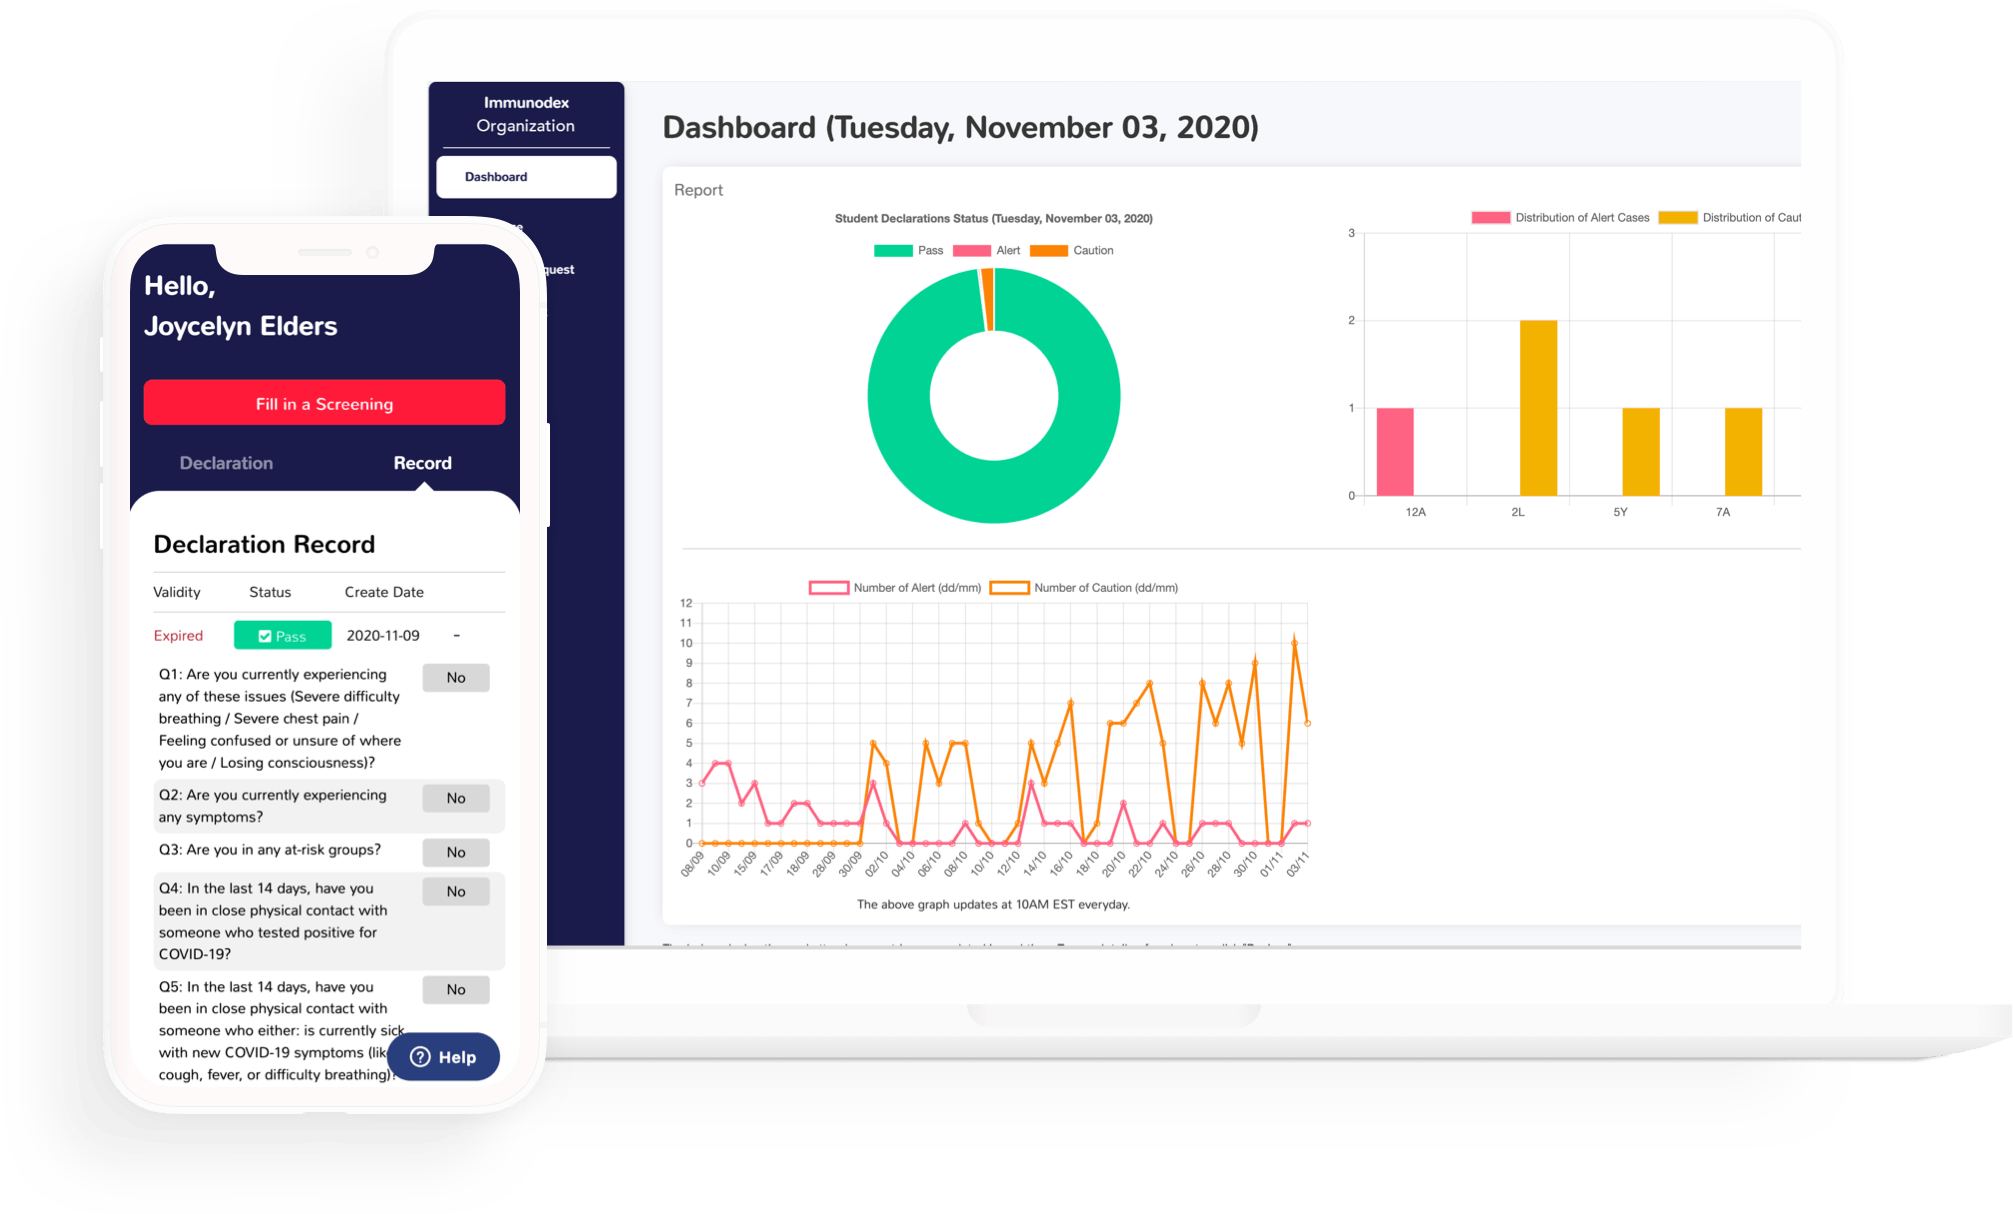 Immunodex
Organization
Dashboard
quest
Dashboard (Tuesday, November 03, 2020)
Report
Student Declarations Status (Tuesday, November 03, 2020)
Pass Alert Caution
Distribution of Alert Cases Distribution of Caut
3
2
1
0
12A 2L 5Y 7A
Number of Alert (dd/mm) Number of Caution (dd/mm)
12
11
10
9
8
7
6
5
4
3
2
1
0
08/09 10/09 15/09 17/09 18/09 28/09 30/09 02/10 04/10 06/10 08/10 10/10 12/10 14/10 16/10 18/10 20/10 22/10 24/10 26/10 28/10 30/10 01/11 03/11
The above graph updates at 10AM EST everyday.
Hello,
Joycelyn Elders
Fill in a Screening
Declaration Record
Declaration Record
Validity Status Create Date
Expired Pass 2020-11-09 -
Q1: Are you currently experiencing No
any of these issues (Severe difficulty
breathing / Severe chest pain /
Feeling confused or unsure of where
you are / Losing consciousness)?
Q2: Are you currently experiencing No
any symptoms?
Q3: Are you in any at-risk groups? No
Q4: In the last 14 days, have you No
been in close physical contact with
someone who tested positive for
COVID-19?
Q5: In the last 14 days, have you No
been in close physical contact with
someone who either: is currently sick
with new COVID-19 symptoms (lik
cough, fever, or difficulty breathing)?
Help